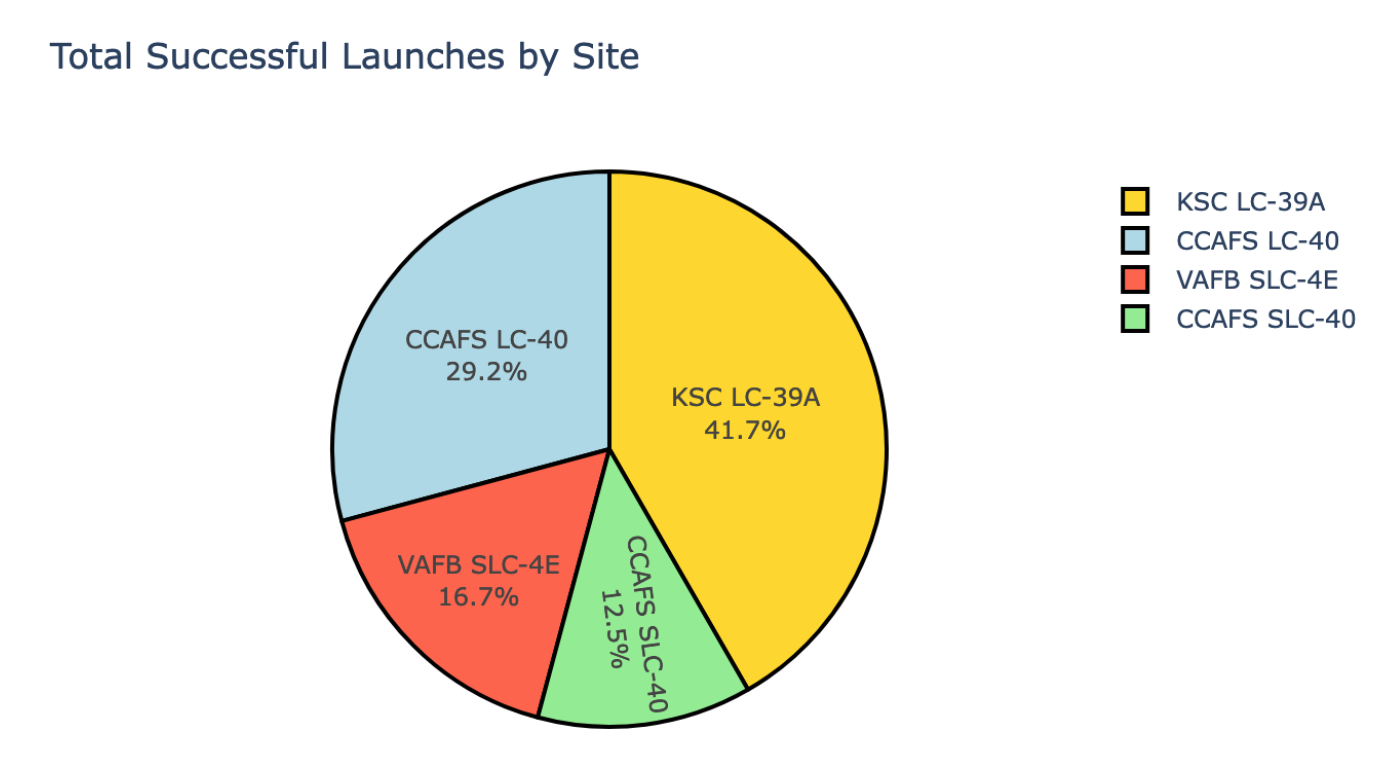 Total Successful Launches by Site
KSC LC-39A
CCAFS LC-40
VAFB SLC-4E
CCAFS SLC-40
CCAFS LC-40
29.2%
KSC LC-39A
41.7%
VAFB SLC-4E
16.7%
CCAFS SLC-40
12.5%